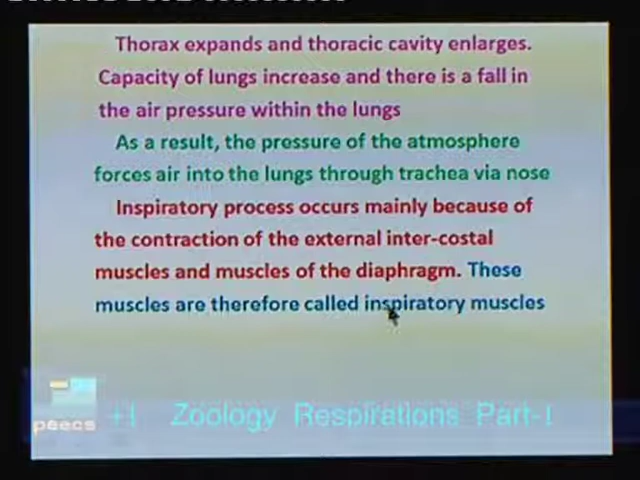 Thorax expands and thoracic cavity enlarges.
Capacity of lungs increase and there is a fall in
the air pressure within the lungs
As a result, the pressure of the atmosphere
forces air into the lungs through trachea via nose
Inspiratory process occurs mainly because of
the contraction of the external inter-costal
muscles and muscles of the diaphragm. These
muscles are therefore called inspiratory muscles
peecs
+1 Zoology Respirations Part-1